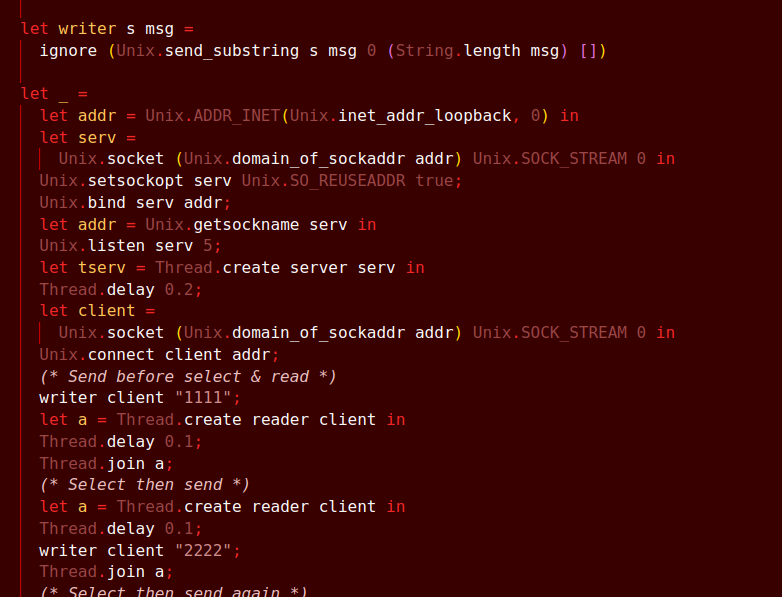 let writer s msg =
ignore (Unix.send_substring s msg 0 (String.length msg) [])
let _ =
let addr = Unix.ADDR_INET(Unix.inet_addr_loopback, 0) in
let serv =
Unix.socket (Unix.domain_of_sockaddr addr) Unix.SOCK_STREAM 0 in
Unix.setsockopt serv Unix.SO_REUSEADDR true;
Unix.bind serv addr;
let addr = Unix.getsockname serv in
Unix.listen serv 5;
let tserv = Thread.create server serv in
Thread.delay 0.2;
let client =
Unix.socket (Unix.domain_of_sockaddr addr) Unix.SOCK_STREAM 0 in
Unix.connect client addr;
(* Send before select & read *)
writer client "1111";
let a = Thread.create reader client in
Thread.delay 0.1;
Thread.join a;
(* Select then send *)
let a = Thread.create reader client in
Thread.delay 0.1;
writer client "2222";
Thread.join a;
(* Select then send again *)